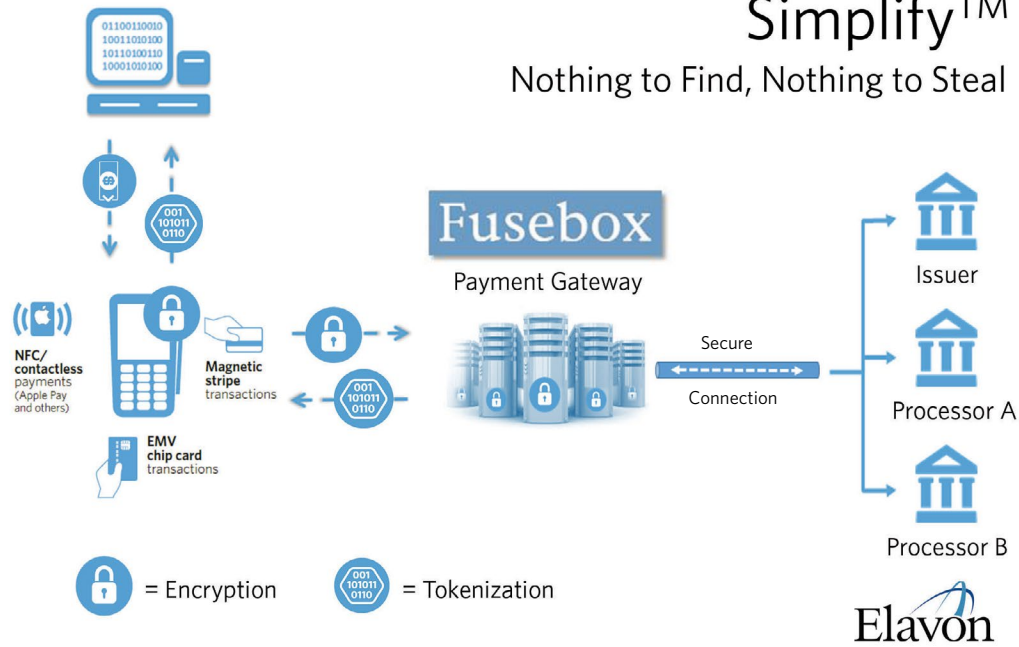 Simplify™
Nothing to Find, Nothing to Steal
01100110010
10011010100
10110100110
10001010100
001
101011
0110
Fusebox
Payment Gateway
NFC/
contactless
payments
(Apple Pay
and others)
Magnetic
stripe
transactions
EMV
chip card
transactions
001
101011
0110
Secure
Connection
Issuer
Processor A
Processor B
= Encryption
001
101011
0110
= Tokenization
Elavon